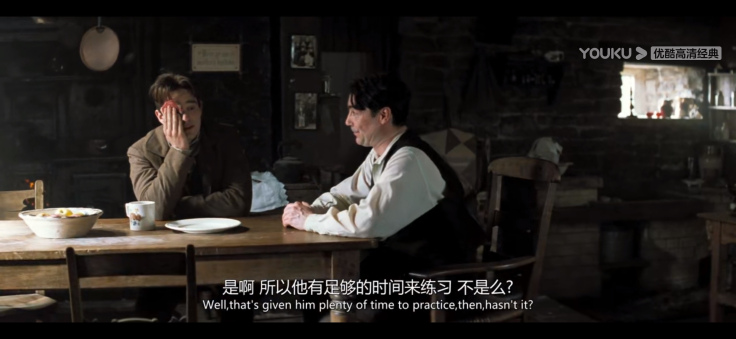 YOUKU 优酷高清经典
是啊 所以他有足够的时间来练习 不是么?
Well,that's given him plenty of time to practice,then,hasn't it?